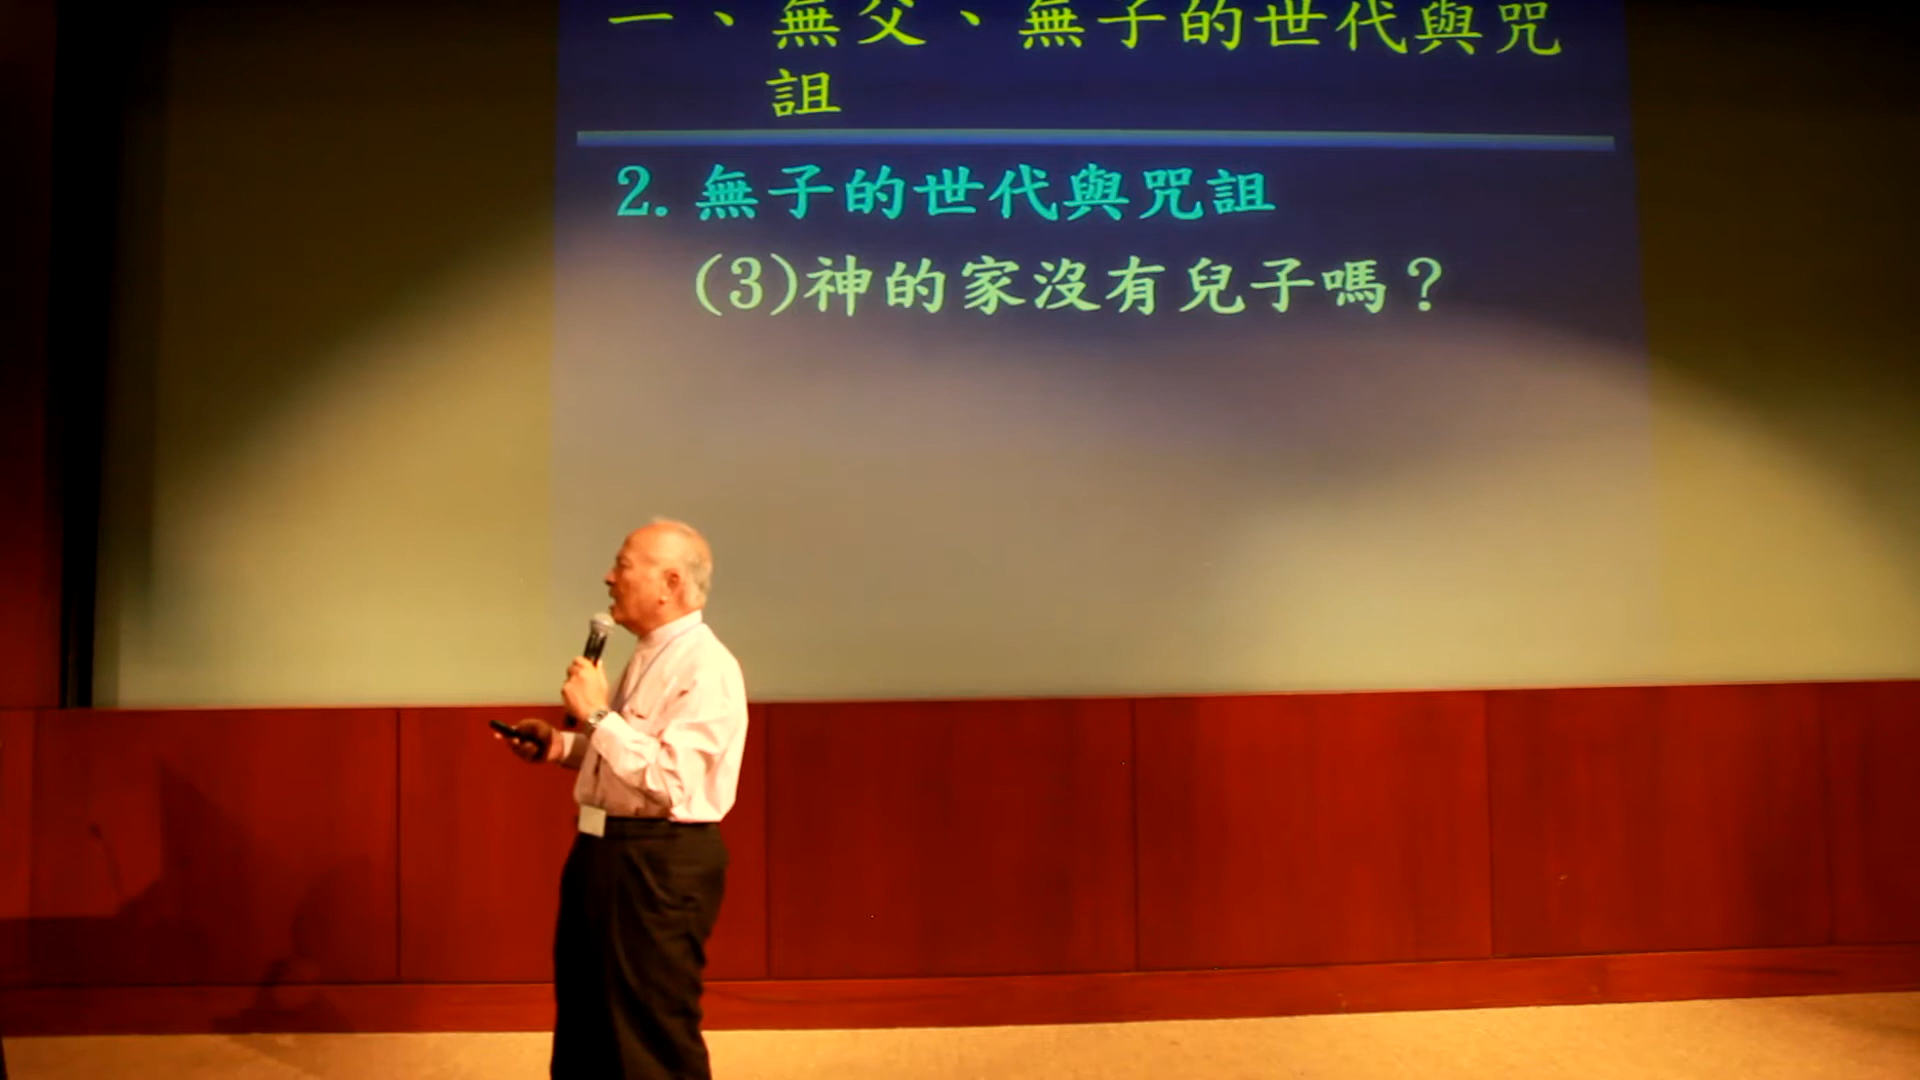 一、無父、無子的世代與咒
詛
2. 無子的世代與咒詛
(3)神的家沒有兒子嗎？